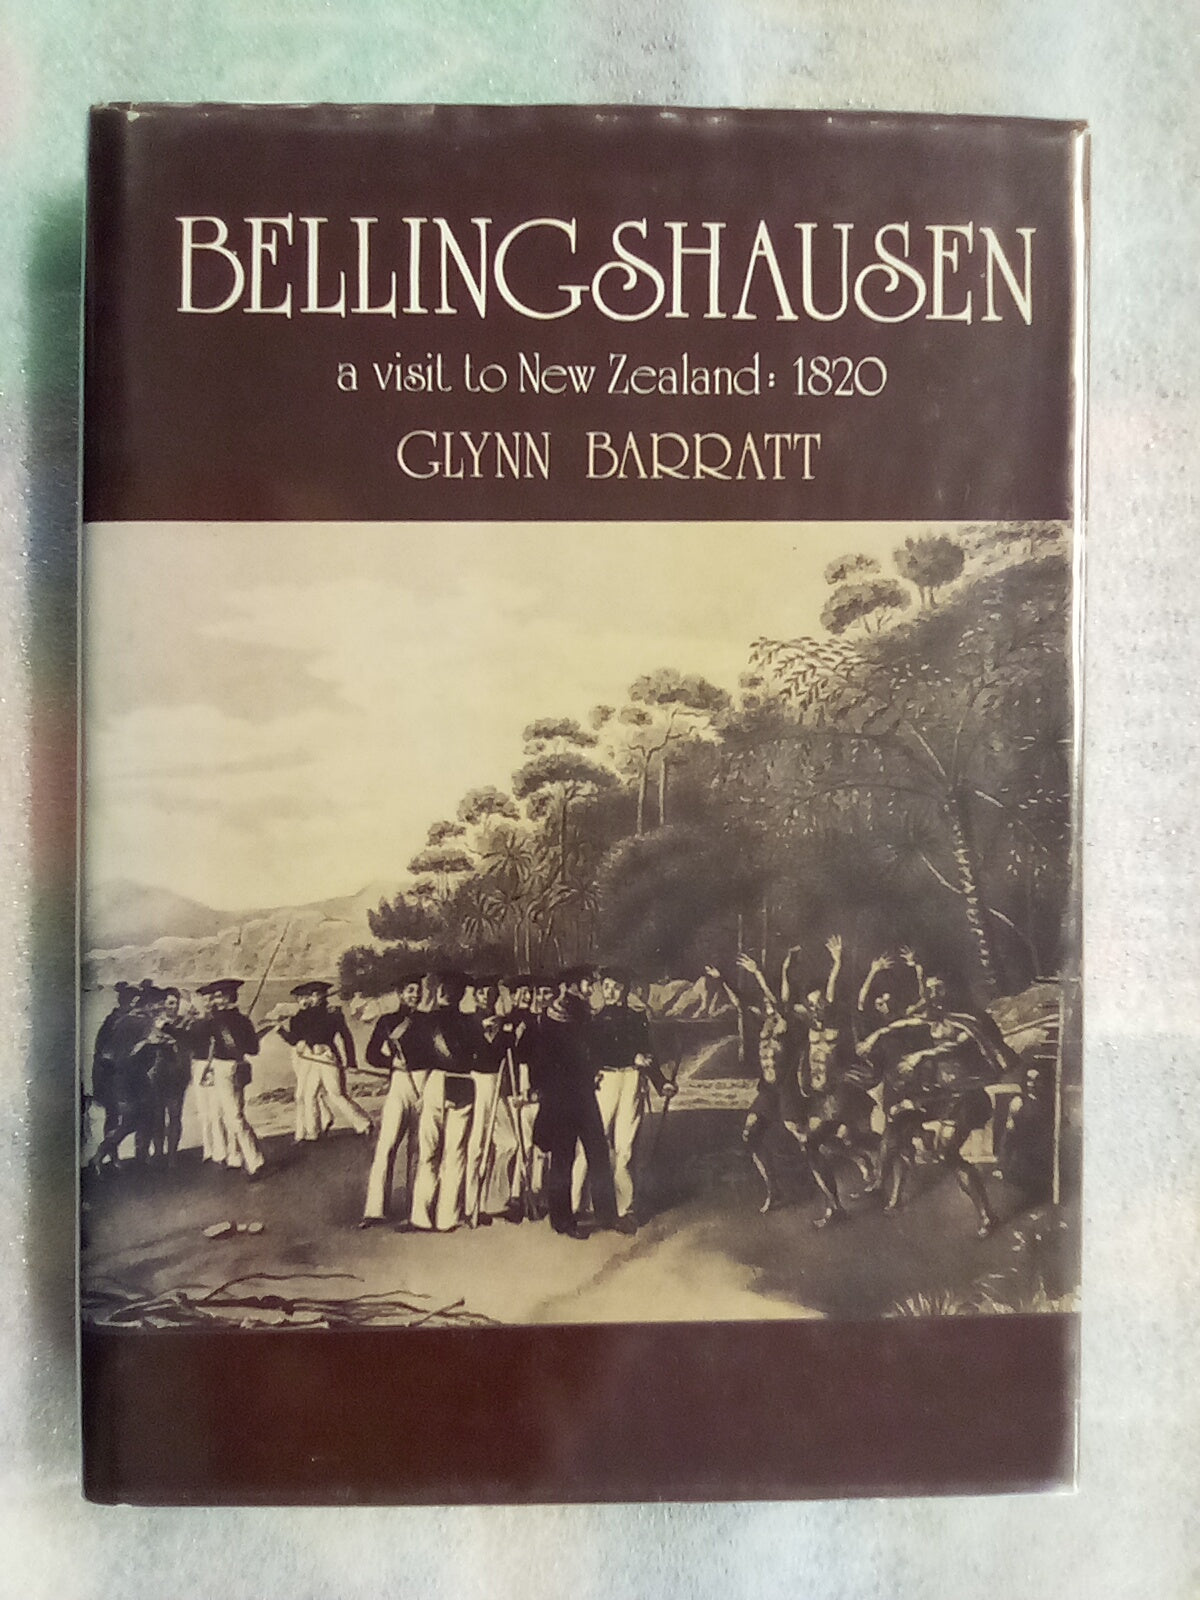 BELLINGSHAUSEN
a visit to New Zealand: 1820
GLYNN BARRATT